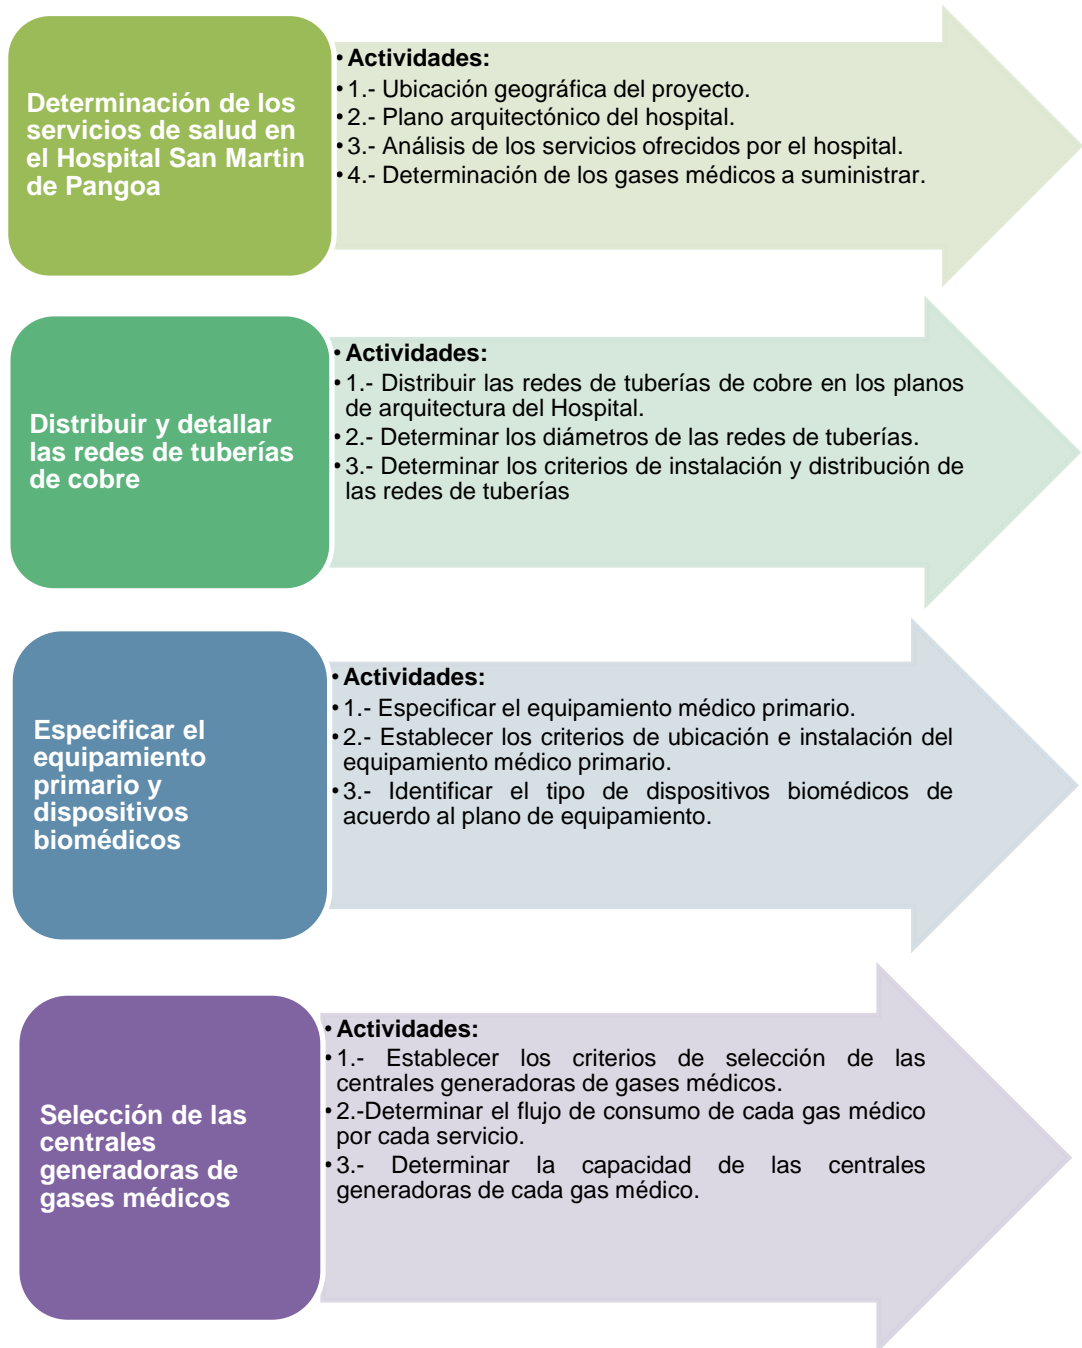 Determinación de los
servicios de salud en
el Hospital San Martin
de Pangoa
• Actividades:
• 1.- Ubicación geográfica del proyecto.
• 2.- Plano arquitectónico del hospital.
• 3.- Análisis de los servicios ofrecidos por el hospital.
• 4.- Determinación de los gases médicos a suministrar.
Distribuir y detallar
las redes de tuberías
de cobre
• Actividades:
• 1.- Distribuir las redes de tuberías de cobre en los planos
de arquitectura del Hospital.
• 2.- Determinar los diámetros de las redes de tuberías.
• 3.- Determinar los criterios de instalación y distribución de
las redes de tuberías
Especificar el
equipamiento
primario y
dispositivos
biomédicos
• Actividades:
• 1.- Especificar el equipamiento médico primario.
• 2.- Establecer los criterios de ubicación e instalación del
equipamiento médico primario.
• 3.- Identificar el tipo de dispositivos biomédicos de
acuerdo al plano de equipamiento.
Selección de las
centrales
generadoras de
gases médicos
• Actividades:
• 1.- Establecer los criterios de selección de las
centrales generadoras de gases médicos.
• 2.-Determinar el flujo de consumo de cada gas médico
por cada servicio.
• 3.- Determinar la capacidad de las centrales
generadoras de cada gas médico.